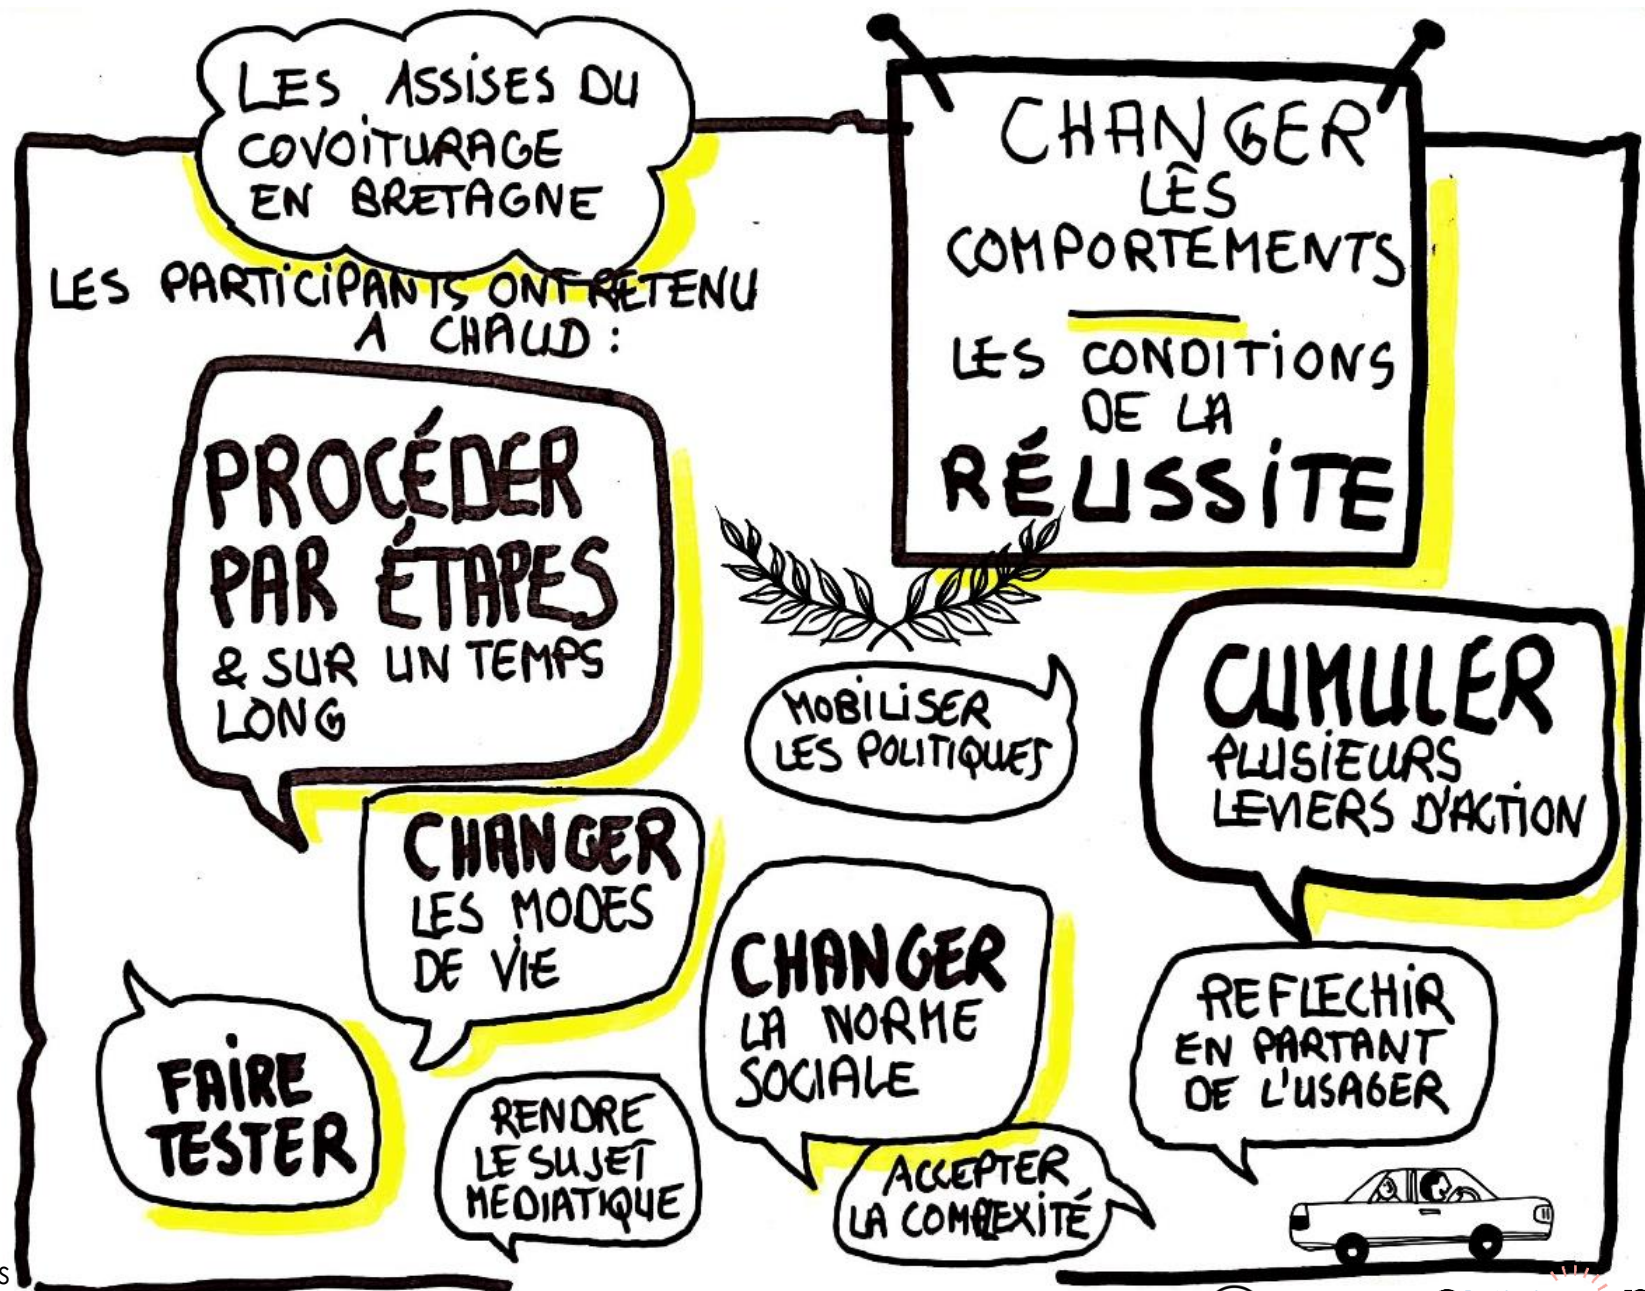 LES ASSISES DU
COVOITURAGE
EN BRETAGNE
LES PARTICIPANTS ONT RETENU
A CHAUD :
CHANGER
LES
COMPORTEMENTS
LES CONDITIONS
DE LA
RÉUSSITE
PROCÉDER
PAR ÉTAPES
& SUR UN TEMPS
LONG
MOBILISER
LES POLITIQUES
CUMULER
PLUSIEURS
LEVIERS D'ACTION
CHANGER
LES MODES
DE VIE
CHANGER
LA NORME
SOCIALE
REFLECHIR
EN PARTANT
DE L'USAGER
FAIRE
TESTER
RENDRE
LE SUJET
MEDIATIQUE
ACCEPTER
LA COMPLEXITÉ